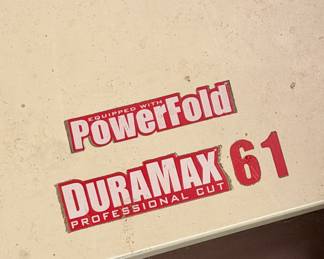 EQUIPPED WITH
PowerFold
DURAMAX 61
PROFESSIONAL CUT